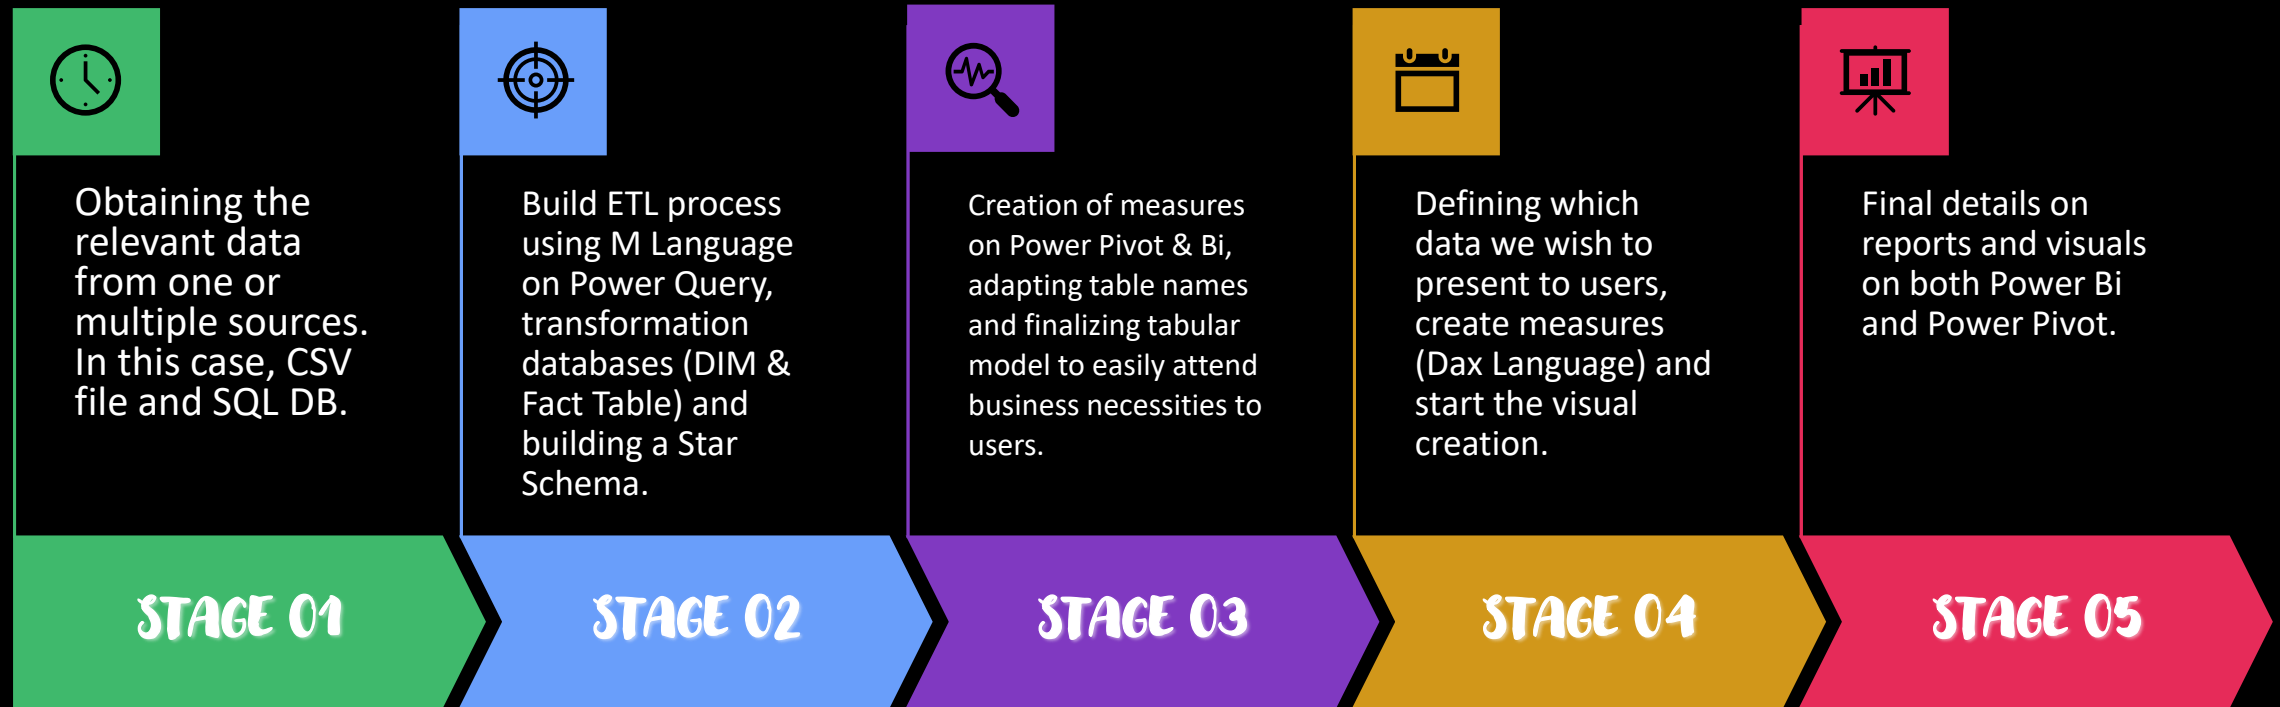 Obtaining the
relevant data
from one or
multiple sources.
In this case, CSV
file and SQL DB.
Build ETL process
using M Language
on Power Query,
transformation
databases (DIM &
Fact Table) and
building a Star
Schema.
Creation of measures
on Power Pivot & Bi,
adapting table names
and finalizing tabular
model to easily attend
business necessities to
users.
Defining which
data we wish to
present to users,
create measures
(Dax Language) and
start the visual
creation.
Final details on
reports and visuals
on both Power Bi
and Power Pivot.
STAGE 01
STAGE 02
STAGE 03
STAGE 04
STAGE 05